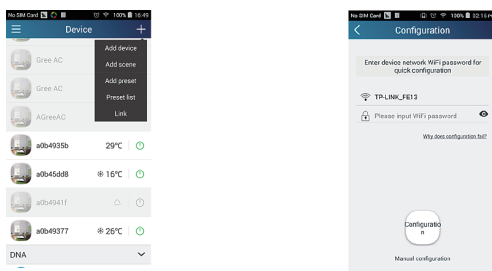 No SIM Card 100% 16:49
Device
Add device
Add scene
Add preset
Preset list
Link
Gree AC
Gree AC
AGreeAC
a0b4935b 29℃
a0b45dd8 16℃
a0b4941f
a0b49377 26℃
DNA
No SIM Card 100% 02:16 PM
Configuration
Enter device network WiFi password for
quick configuration
TP-LINK_FE13
Please input WiFi password
Why does configuration fail?
Configuratio
n
Manual configuration